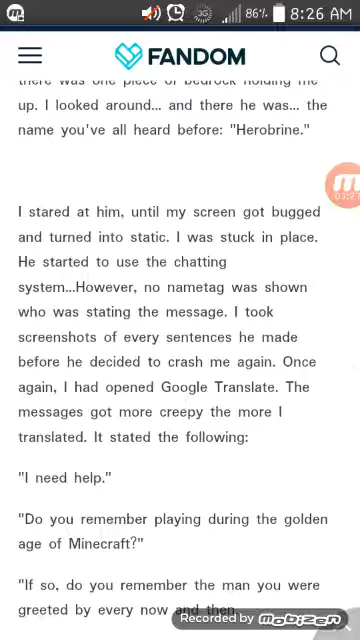 3G 86% 8:26 AM
FANDOM
there was one piece of bedrock holding me
up. I looked around... and there he was... the
name you've all heard before: "Herobrine."
03:27
I stared at him, until my screen got bugged
and turned into static. I was stuck in place.
He started to use the chatting
system...However, no nametag was shown
who was stating the message. I took
screenshots of every sentences he made
before he decided to crash me again. Once
again, I had opened Google Translate. The
messages got more creepy the more I
translated. It stated the following:
"I need help."
"Do you remember playing during the golden
age of Minecraft?"
"If so, do you remember the man you were
greeted by every now and then
Recorded by mobizen